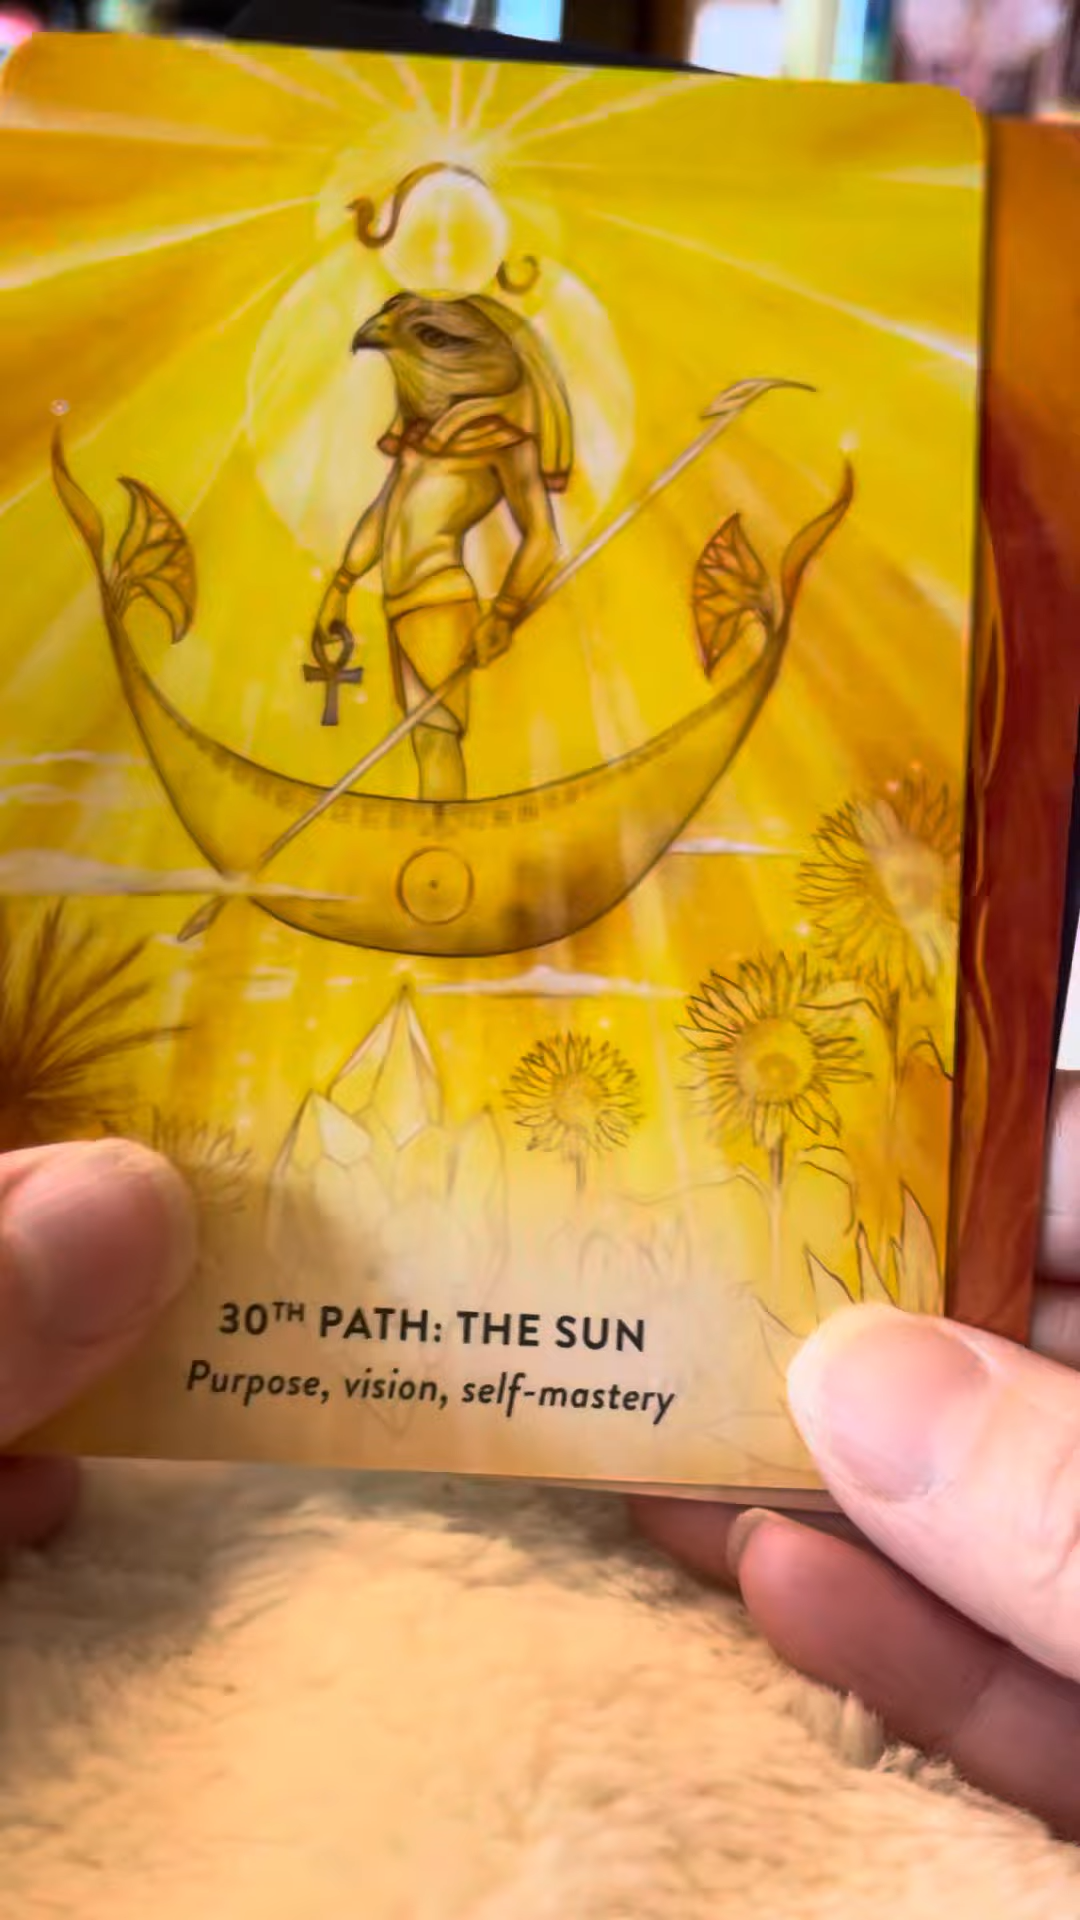 30TH PATH: THE SUN
Purpose, vision, self-mastery